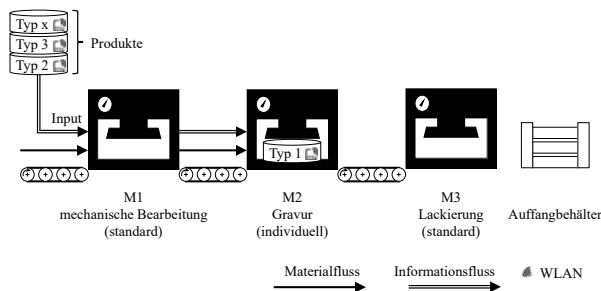 Typ x
Typ 3
Typ 2
Produkte
Input
Typ 1
M1
mechanische Bearbeitung
(standard)
M2
Gravur
(individuell)
M3
Lackierung
(standard)
Auffangbehälter
Materialfluss
Informationsfluss
WLAN